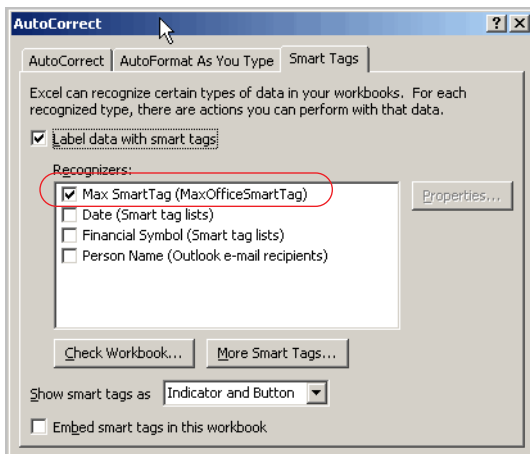 AutoCorrect
AutoCorrect AutoFormat As You Type Smart Tags
Excel can recognize certain types of data in your workbooks. For each
recognized type, there are actions you can perform with that data.
Label data with smart tags
Recognizers:
Max SmartTag (MaxOfficeSmartTag)
Properties...
Date (Smart tag lists)
Financial Symbol (Smart tag lists)
Person Name (Outlook e-mail recipients)
Check Workbook... More Smart Tags...
Show smart tags as Indicator and Button
Embed smart tags in this workbook